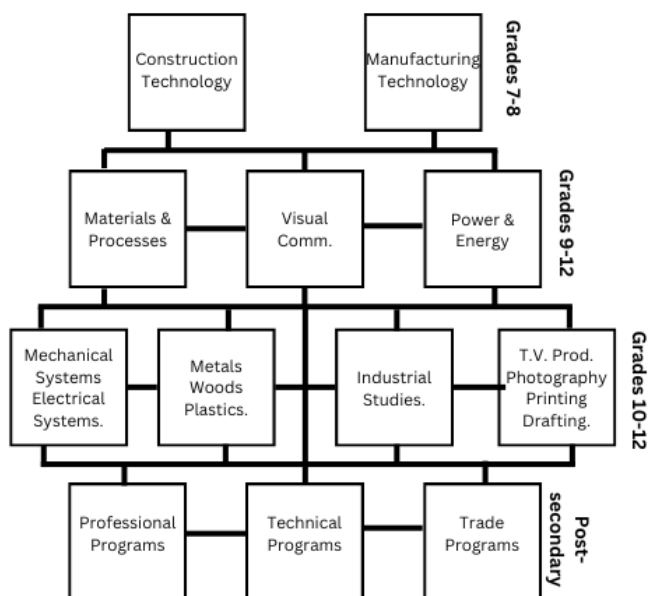 Construction
Technology
Manufacturing
Technology
Grades 7-8
Materials &
Processes
Visual
Comm.
Power &
Energy
Grades 9-12
Mechanical
Systems
Electrical
Systems.
Metals
Woods
Plastics.
Industrial
Studies.
T.V. Prod.
Photography
Printing
Drafting.
Grades 10-12
Professional
Programs
Technical
Programs
Trade
Programs
Post-
secondary